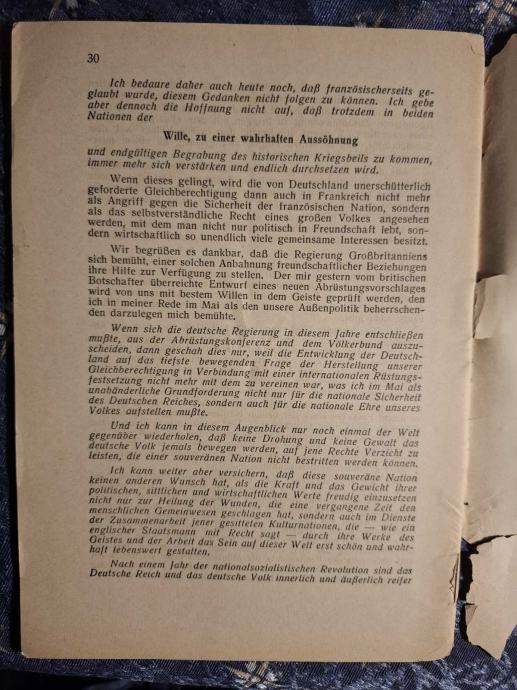 30
Ich bedaure daher auch heute noch, daß französischerseits ge-
glaubt wurde, diesem Gedanken nicht folgen zu können. Ich gebe
aber dennoch die Hoffnung nicht auf, daß trotzdem in beiden
Nationen der
Wille, zu einer wahrhaften Aussöhnung
und endgültigen Begrabung des historischen Kriegsbeils zu kommen,
immer mehr sich verstärken und endlich durchsetzen wird.
Wenn dieses gelingt, wird die von Deutschland unerschütterlich
geforderte Gleichberechtigung dann auch in Frankreich nicht mehr
als Angriff gegen die Sicherheit der französischen Nation, sondern
als das selbstverständliche Recht eines großen Volkes angesehen
werden, mit dem man nicht nur politisch in Freundschaft lebt, son-
dern wirtschaftlich so unendlich viele gemeinsame Interessen besitzt.
Wir begrüßen es dankbar, daß die Regierung Großbritanniens
sich bemüht, einer solchen Anbahnung freundschaftlicher Beziehungen
ihre Hilfe zur Verfügung zu stellen. Der mir gestern vom britischen
Botschafter überreichte Entwurf eines neuen Abrüstungsvorschlages
wird von uns mit bestem Willen in dem Geiste geprüft werden, den
ich in meiner Rede im Mai als den unsere Außenpolitik beherrschen-
den darzulegen mich bemühte.
Wenn sich die deutsche Regierung in diesem Jahre entschließen
mußte, aus der Abrüstungskonferenz und dem Völkerbund auszu-
scheiden, dann geschah dies nur, weil die Entwicklung der Deutsch-
land auf das tiefste bewegenden Frage der Herstellung unserer
Gleichberechtigung in Verbindung mit einer internationalen Rüstungs-
festsetzung nicht mehr mit dem zu vereinen war, was ich im Mai als
unabänderliche Grundforderung nicht nur für die nationale Sicherheit
des Deutschen Reiches, sondern auch für die nationale Ehre unseres
Volkes aufstellen mußte.
Und ich kann in diesem Augenblick nur noch einmal der Welt
gegenüber wiederholen, daß keine Drohung und keine Gewalt das
deutsche Volk jemals bewegen werden, auf jene Rechte Verzicht zu
leisten, die einer souveränen Nation nicht bestritten werden können.
Ich kann weiter aber versichern, daß diese souveräne Nation
keinen anderen Wunsch hat, als die Kraft und das Gewicht ihrer
politischen, sittlichen und wirtschaftlichen Werte freudig einzusetzen
nicht nur zur Heilung der Wunden, die eine vergangene Zeit den
menschlichen Gemeinwesen geschlagen hat, sondern auch im Dienste
der Zusammenarbeit jener gesitteten Kulturnationen, die — wie ein
englischer Staatsmann mit Recht sagt — durch ihre Werke des
Geistes und der Arbeit das Sein auf dieser Welt erst schön und wahr-
haft lebenswert gestalten.
Nach einem Jahr der nationalsozialistischen Revolution sind das
Deutsche Reich und das deutsche Volk innerlich und äußerlich reifer